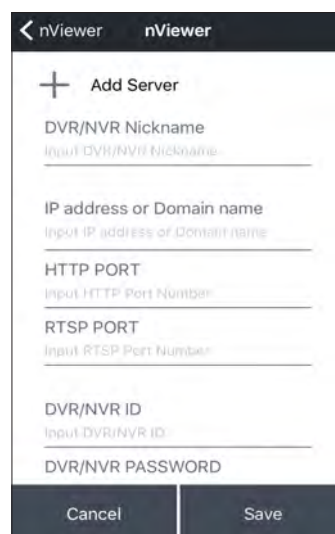 nViewer nViewer
Add Server
DVR/NVR Nickname
Input DVR/NVR Nickname
IP address or Domain name
Input IP address or Domain name
HTTP PORT
Input HTTP Port Number
RTSP PORT
Input RTSP Port Number
DVR/NVR ID
Input DVR/NVR ID
DVR/NVR PASSWORD
Cancel Save